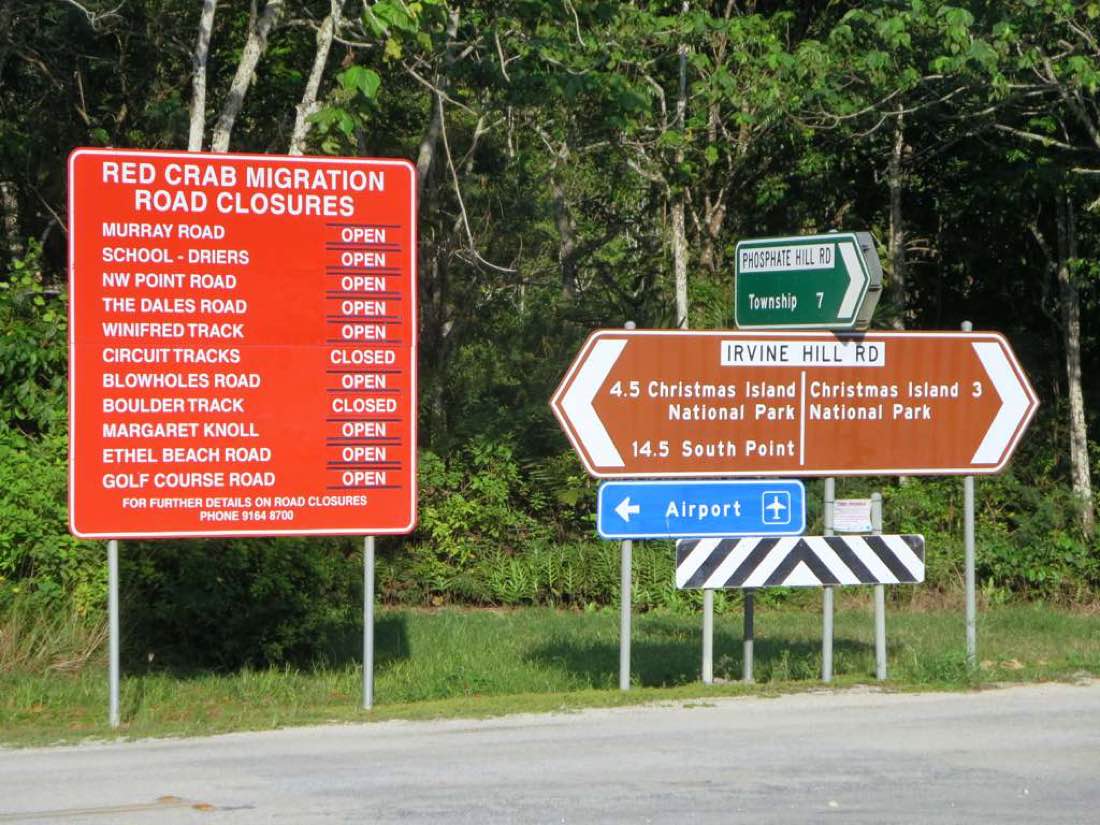 RED CRAB MIGRATION
ROAD CLOSURES
MURRAY ROAD OPEN
SCHOOL - DRIERS OPEN
NW POINT ROAD OPEN
THE DALES ROAD OPEN
WINIFRED TRACK OPEN
CIRCUIT TRACKS CLOSED
BLOWHOLES ROAD OPEN
BOULDER TRACK CLOSED
MARGARET KNOLL OPEN
ETHEL BEACH ROAD OPEN
GOLF COURSE ROAD OPEN
FOR FURTHER DETAILS ON ROAD CLOSURES
PHONE 9164 8700
PHOSPHATE HILL RD
Township 7
IRVINE HILL RD
4.5 Christmas Island
National Park
14.5 South Point
Christmas Island 3
National Park
Airport